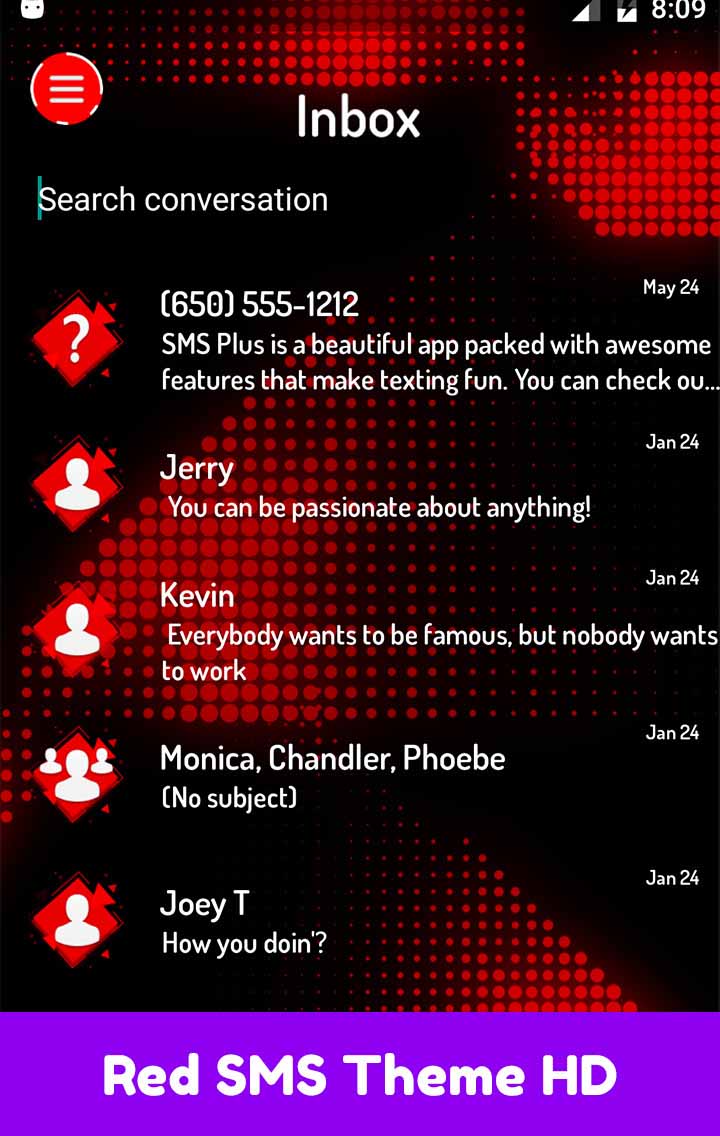 8:09
Inbox
Search conversation
May 24
(650) 555-1212
SMS Plus is a beautiful app packed with awesome
features that make texting fun. You can check ou...
Jan 24
Jerry
You can be passionate about anything!
Jan 24
Kevin
Everybody wants to be famous, but nobody wants
to work
Jan 24
Monica, Chandler, Phoebe
(No subject)
Jan 24
Joey T
How you doin'?
Red SMS Theme HD